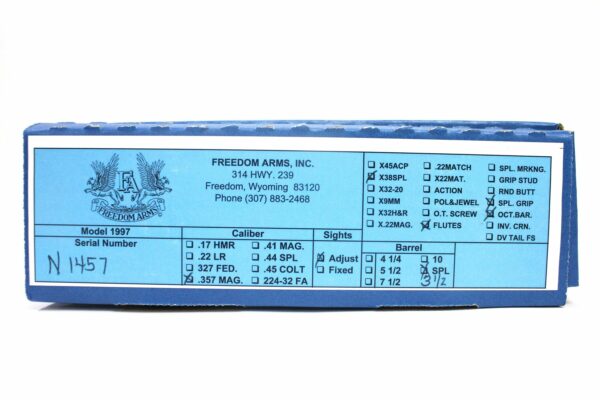 FA
FREEDOM ARMS
FREEDOM ARMS, INC.
314 HWY. 239
Freedom, Wyoming 83120
Phone (307) 883-2468
X45ACP
X38SPL
X32-20
X9MM
X32H&R
X.22MAG.
.22MATCH
X22MAT.
ACTION
POL&JEWEL
O.T. SCREW
FLUTES
SPL. MRKNG.
GRIP STUD
RND BUTT
SPL. GRIP
OCT.BAR.
INV. CRN.
DV TAIL FS
Model 1997
Serial Number
N 1457
Caliber
.17 HMR
.22 LR
327 FED.
.357 MAG.
.41 MAG.
.44 SPL
.45 COLT
224-32 FA
Sights
Adjust
Fixed
Barrel
4 1/4
5 1/2
7 1/2
10
SPL
3 1/2